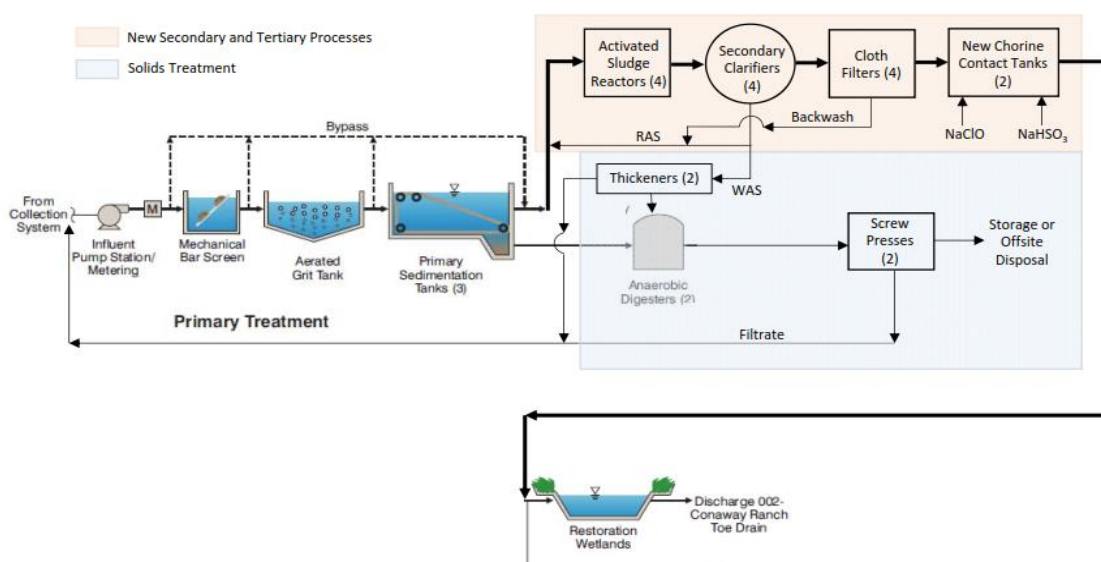 New Secondary and Tertiary Processes
Solids Treatment
Activated
Sludge
Reactors (4)
Secondary
Clarifiers
(4)
Cloth
Filters (4)
New Chorine
Contact Tanks
(2)
Backwash
NaClO
NaHSO₃
RAS
Bypass
From
Collection
System
M
Influent
Pump Station/
Metering
Mechanical
Bar Screen
Aerated
Grit Tank
Primary
Sedimentation
Tanks (3)
Thickeners (2)
WAS
Anaerobic
Digesters (2)
Screw
Presses
(2)
Storage or
Offsite
Disposal
Primary Treatment
Filtrate
Restoration
Wetlands
Discharge 002-
Conaway Ranch
Toe Drain